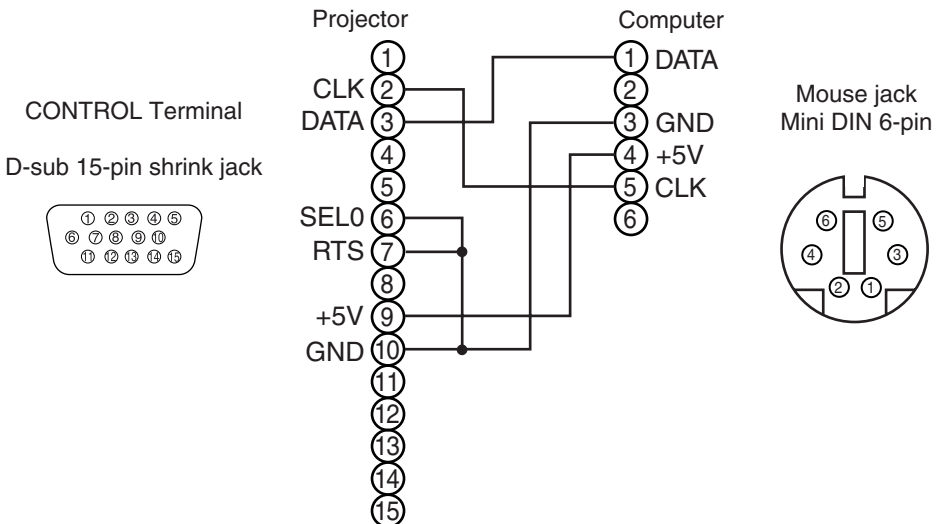 Projector
Computer
CONTROL Terminal
D-sub 15-pin shrink jack
1 2 3 4 5
6 7 8 9 10
11 12 13 14 15
1
CLK 2
DATA 3
4
5
SEL0 6
RTS 7
8
+5V 9
GND 10
11
12
13
14
15
1 DATA
2
3 GND
4 +5V
5 CLK
6
Mouse jack
Mini DIN 6-pin
6 5
4 3
2 1